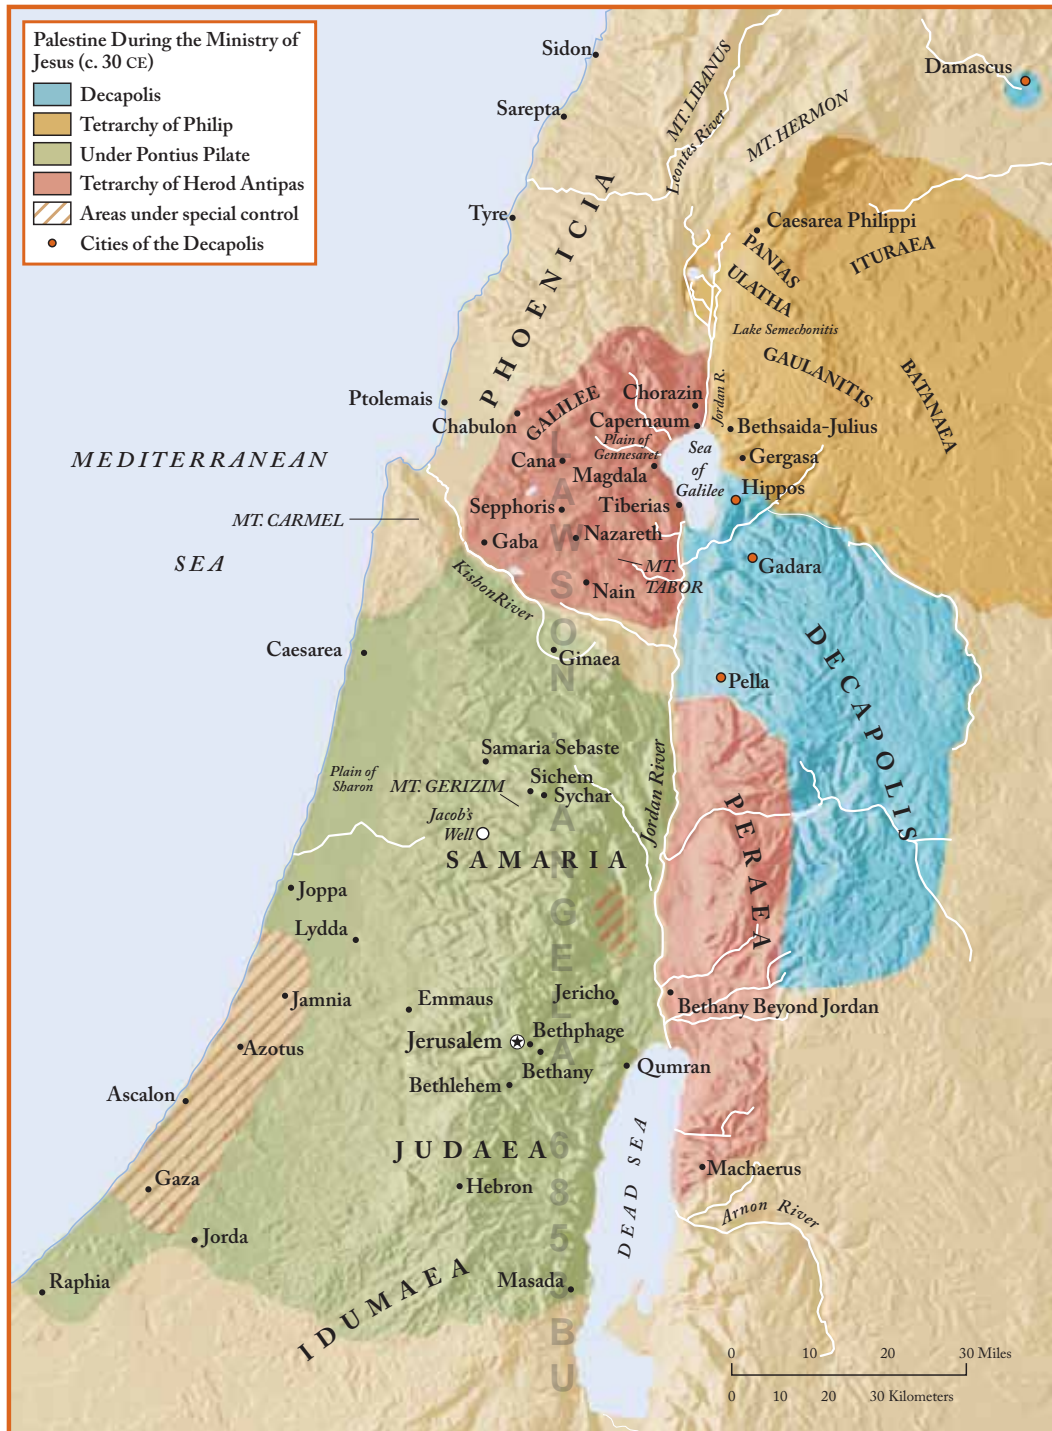 Palestine During the Ministry of
Jesus (c. 30 CE)
Decapolis
Tetrarchy of Philip
Under Pontius Pilate
Tetrarchy of Herod Antipas
Areas under special control
Cities of the Decapolis
Sidon
Damascus
MT. LIBANUS
Sarepta
MT. HERMON
Leontes River
Tyre
PHOENICIA
Caesarea Philippi
PANIAS
ITURAEA
ULATHA
Lake Semechonitis
GAULANITIS
BATANAEA
Jordan R.
Ptolemais
Chabulon
GALILEE
Chorazin
Capernaum
Bethsaida-Julius
MEDITERRANEAN
SEA
Cana
Plain of
Gennesaret
Magdala
Sea
of
Galilee
Gergasa
Hippos
MT. CARMEL
Sepphoris
Tiberias
Gaba
Nazareth
MT.
TABOR
Gadara
Kishon River
Nain
DECAPOLIS
Caesarea
Ginaea
Pella
Samaria Sebaste
Plain of
Sharon
MT. GERIZIM
Sichem
Sychar
Jacob's
Well
Jordan River
PERAEA
SAMARIA
Joppa
Lydda
Jamnia
Emmaus
Jericho
Bethany Beyond Jordan
Azotus
Jerusalem
Bethphage
Bethany
Qumran
Ascalon
Bethlehem
JUDAEA
DEAD SEA
Gaza
Hebron
Machaerus
Arnon River
Jorda
Raphia
IDUMAEA
Masada
0 10 20 30 Miles
0 10 20 30 Kilometers